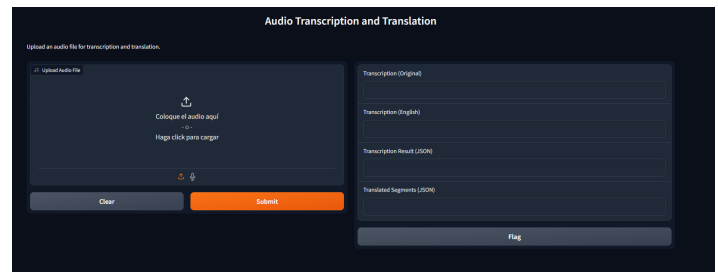 Audio Transcription and Translation
Upload an audio file for transcription and translation.
Upload Audio File
Coloque el audio aquí
- o -
Haga click para cargar
Clear
Submit
Transcription (Original)
Transcription (English)
Transcription Result (JSON)
Translated Segments (JSON)
Flag